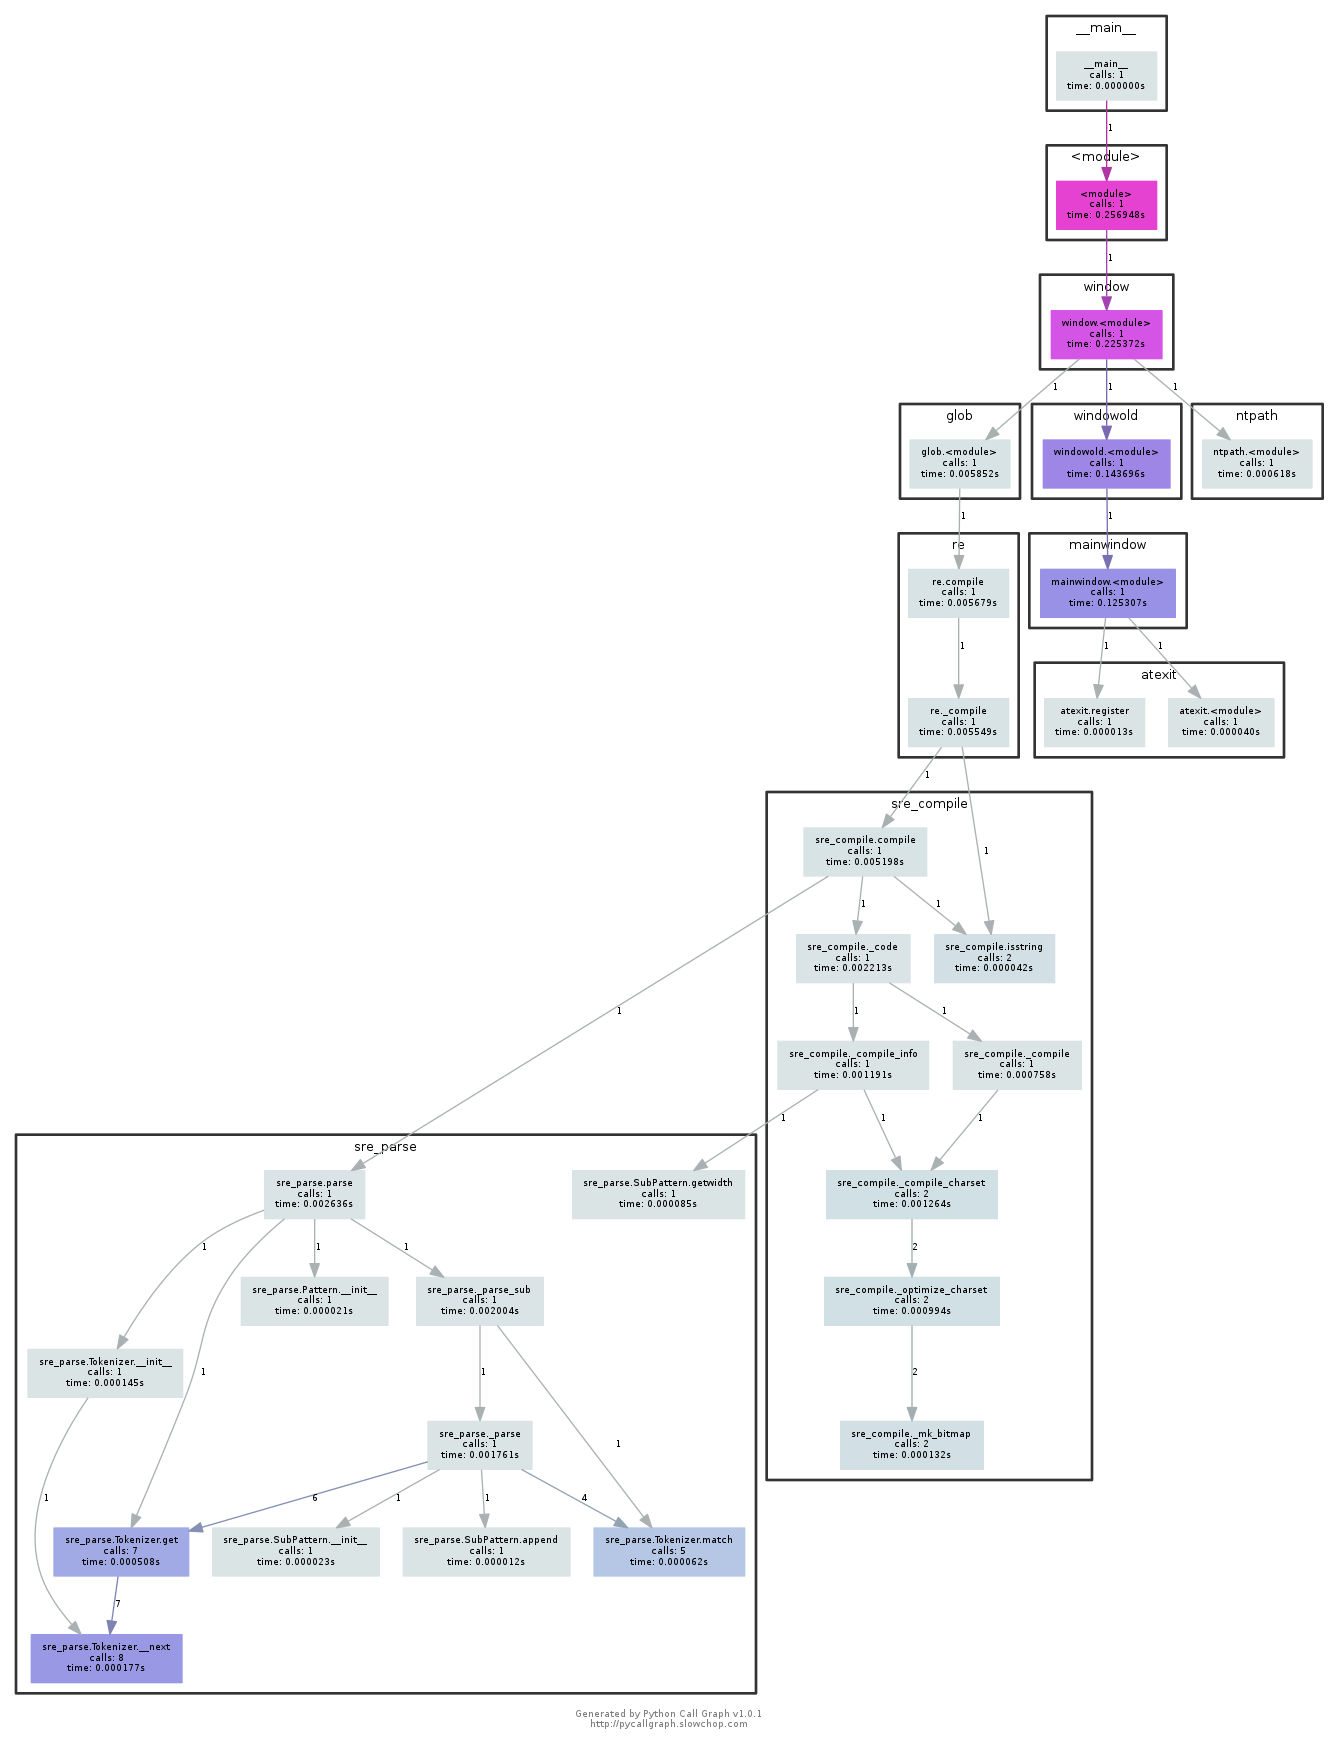 __main__
__main__
calls: 1
time: 0.000000s
1
<module>
<module>
calls: 1
time: 0.256948s
1
window
window.<module>
calls: 1
time: 0.225372s
1
1
1
glob
glob.<module>
calls: 1
time: 0.005852s
windowold
windowold.<module>
calls: 1
time: 0.143696s
ntpath
ntpath.<module>
calls: 1
time: 0.000618s
1
1
re
re.compile
calls: 1
time: 0.005679s
mainwindow
mainwindow.<module>
calls: 1
time: 0.125307s
1
1
1
re._compile
calls: 1
time: 0.005549s
atexit
atexit.register
calls: 1
time: 0.000013s
atexit.<module>
calls: 1
time: 0.000040s
1
1
sre_compile
sre_compile.compile
calls: 1
time: 0.005198s
1
1
sre_compile._code
calls: 1
time: 0.002213s
sre_compile.isstring
calls: 2
time: 0.000042s
1
1
1
sre_compile._compile_info
calls: 1
time: 0.001191s
sre_compile._compile
calls: 1
time: 0.000758s
1
1
1
sre_parse
sre_parse.parse
calls: 1
time: 0.002636s
sre_parse.SubPattern.getwidth
calls: 1
time: 0.000085s
sre_compile._compile_charset
calls: 2
time: 0.001264s
1
1
1
2
sre_parse.Pattern.__init__
calls: 1
time: 0.000021s
sre_parse._parse_sub
calls: 1
time: 0.002004s
sre_compile._optimize_charset
calls: 2
time: 0.000994s
sre_parse.Tokenizer.__init__
calls: 1
time: 0.000145s
1
1
2
sre_parse._parse
calls: 1
time: 0.001761s
1
sre_compile._mk_bitmap
calls: 2
time: 0.000132s
1
6
1
1
4
sre_parse.Tokenizer.get
calls: 7
time: 0.000508s
sre_parse.SubPattern.__init__
calls: 1
time: 0.000023s
sre_parse.SubPattern.append
calls: 1
time: 0.000012s
sre_parse.Tokenizer.match
calls: 5
time: 0.000062s
7
sre_parse.Tokenizer.__next
calls: 8
time: 0.000177s
Generated by Python Call Graph v1.0.1
http://pycallgraph.slowchop.com